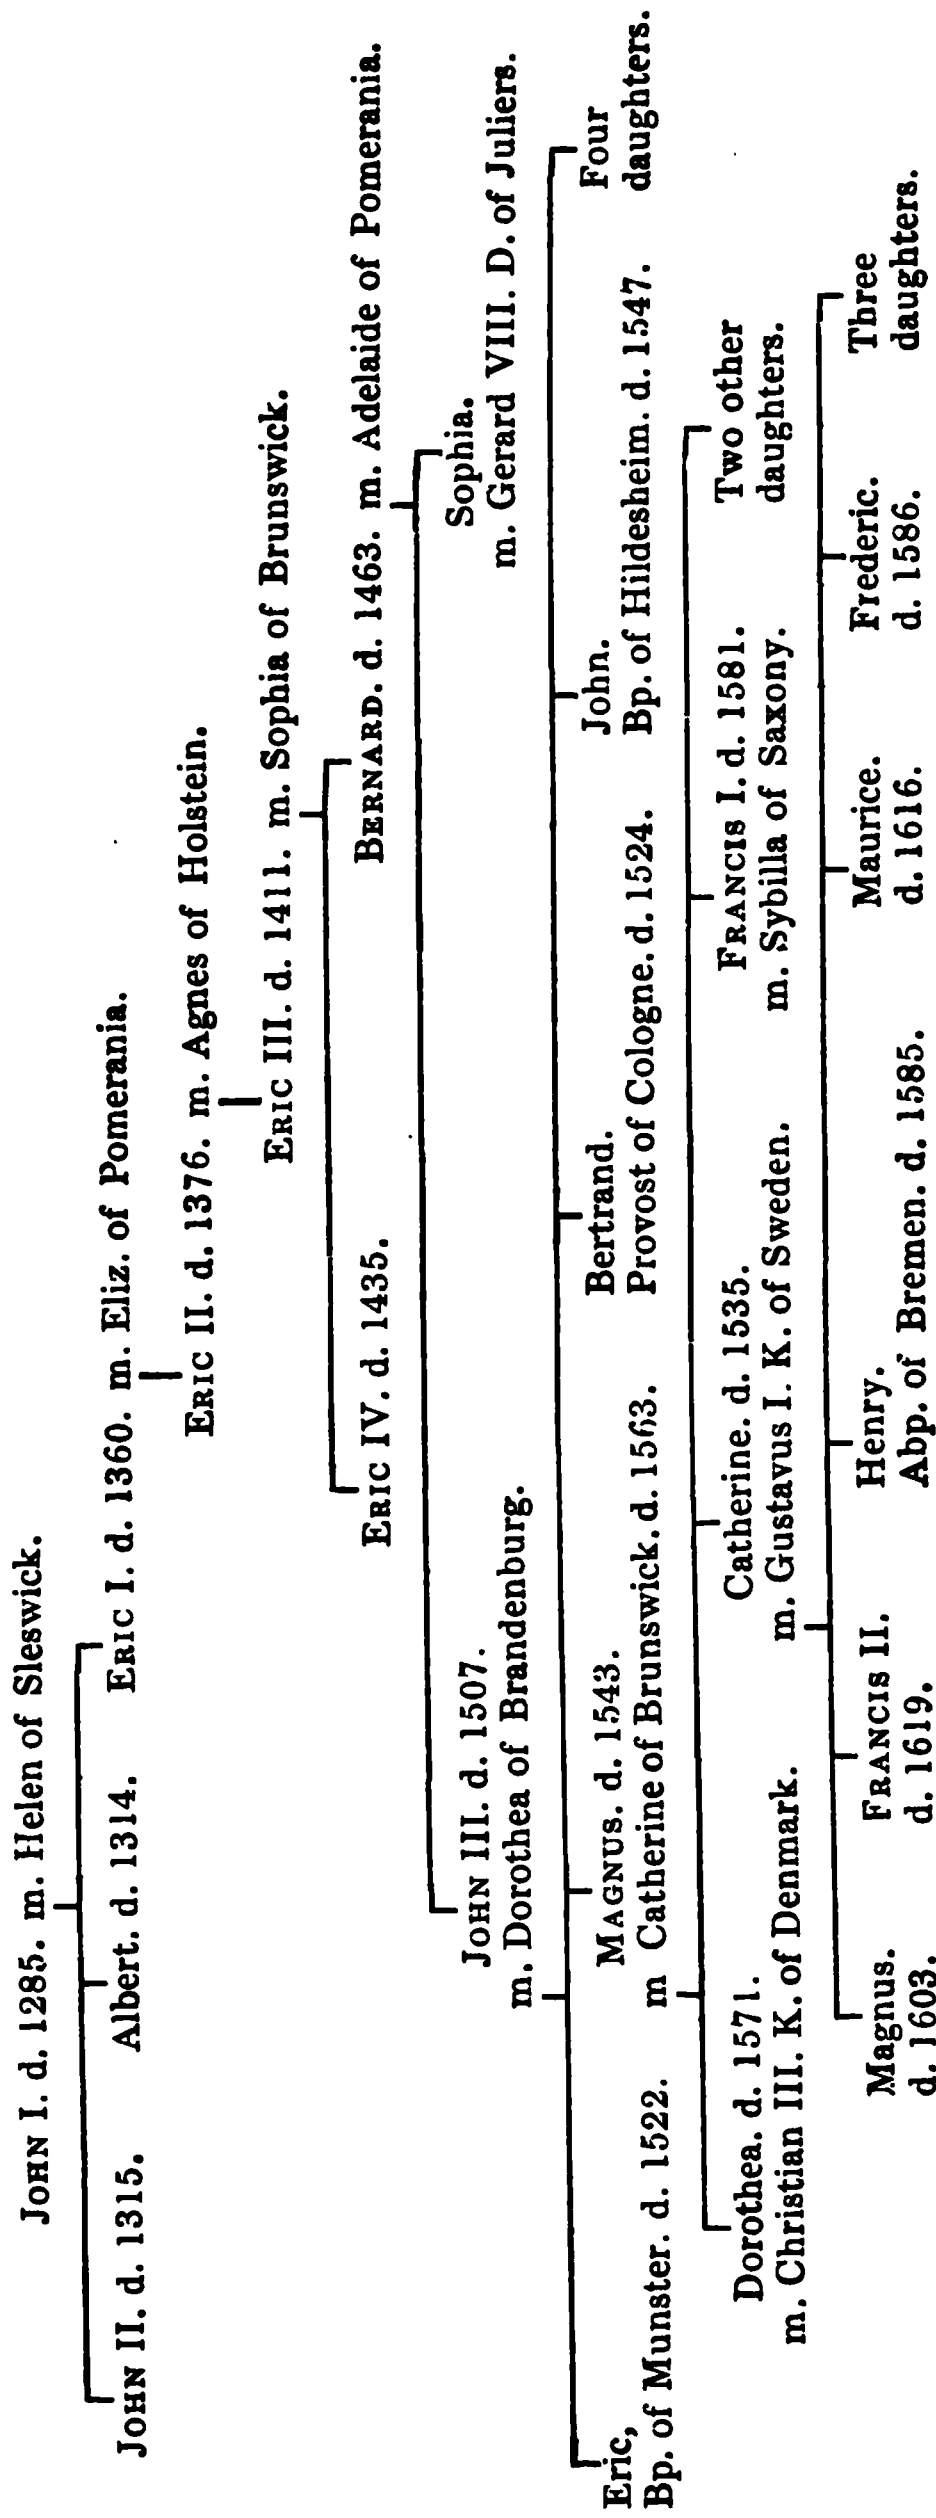 JOHN I. d. 1285. m. Helen of Sleswick.
JOHN II. d. 1315.
Albert. d. 1314.
ERIC I. d. 1360. m. Eliz. of Pomerania.
ERIC II. d. 1376. m. Agnes of Holstein.
ERIC III. d. 1411. m. Sophia of Brunswick.
ERIC IV. d. 1435.
BERNARD. d. 1463. m. Adelaide of Pomerania.
JOHN III. d. 1507.
m. Dorothea of Brandenburg.
Sophia.
m. Gerard VIII. D. of Juliers.
Eric,
Bp. of Munster. d. 1522.
MAGNUS. d. 1543.
m Catherine of Brunswick. d. 1563.
Bertrand.
Provost of Cologne. d. 1524.
John.
Bp. of Hildesheim. d. 1547.
Four
daughters.
Dorothea. d. 1571.
m. Christian III. K. of Denmark.
Catherine. d. 1535.
m. Gustavus I. K. of Sweden.
FRANCIS I. d. 1581.
m. Sybilla of Saxony.
Two other
daughters.
Magnus.
d. 1603.
FRANCIS II.
d. 1619.
Henry.
Abp. of Bremen. d. 1585.
Maurice.
d. 1616.
Frederic.
d. 1586.
Three
daughters.